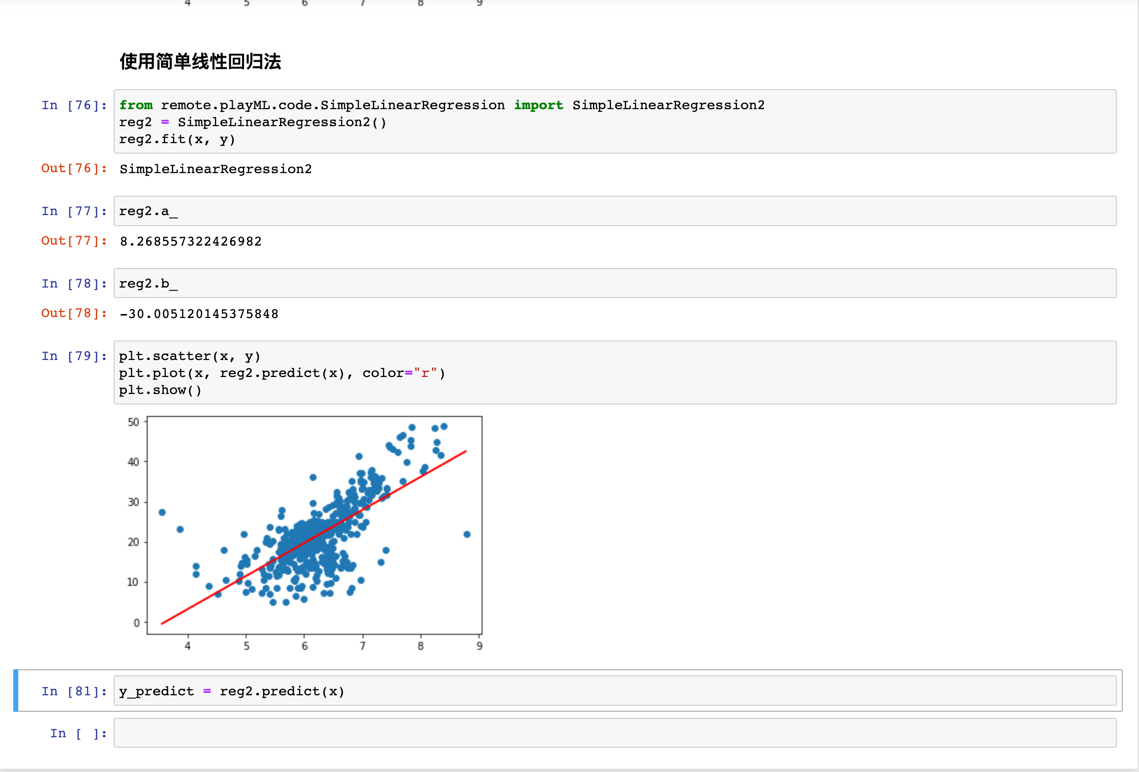 4 5 6 7 8 9
使用简单线性回归法
In [76]: from remote.playML.code.SimpleLinearRegression import SimpleLinearRegression2
reg2 = SimpleLinearRegression2()
reg2.fit(x, y)
Out[76]: SimpleLinearRegression2
In [77]: reg2.a_
Out[77]: 8.268557322426982
In [78]: reg2.b_
Out[78]: -30.005120145375848
In [79]: plt.scatter(x, y)
plt.plot(x, reg2.predict(x), color="r")
plt.show()
50
40
30
20
10
0
4 5 6 7 8 9
In [81]: y_predict = reg2.predict(x)
In [ ]: